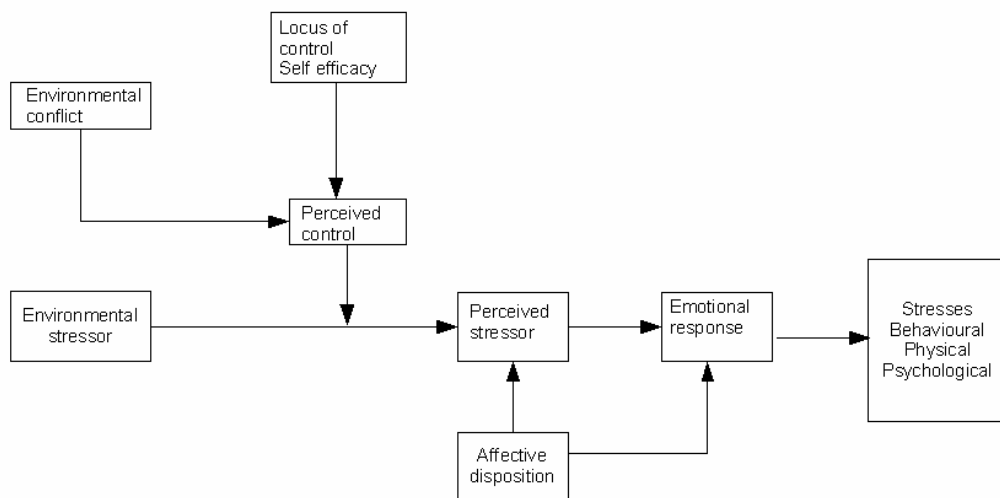 Locus of
control
Self efficacy
Environmental
conflict
Perceived
control
Environmental
stressor
Perceived
stressor
Emotional
response
Stresses
Behavioural
Physical
Psychological
Affective
disposition